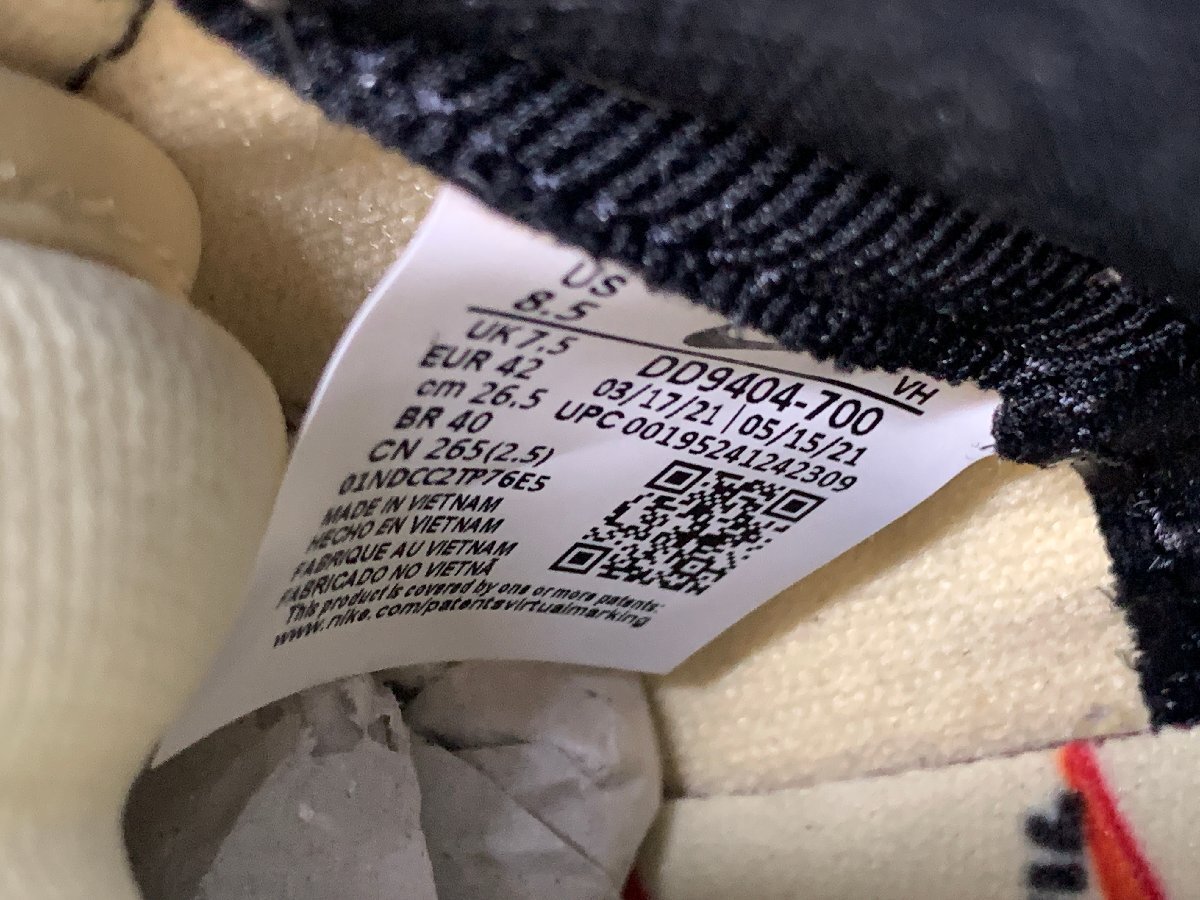 US
8.5
UK 7.5
EUR 42
cm 26.5
BR 40
CN 265(2.5)
01NDCC2TP76E5
MADE IN VIETNAM
HECHO EN VIETNAM
FABRIQUE AU VIETNAM
FABRICADO NO VIETNÃ
This product is covered by one or more patents:
www.nike.com/patentsvirtualmarking
VH
DD9404-700
03/17/21 | 05/15/21
UPC 00195241242309